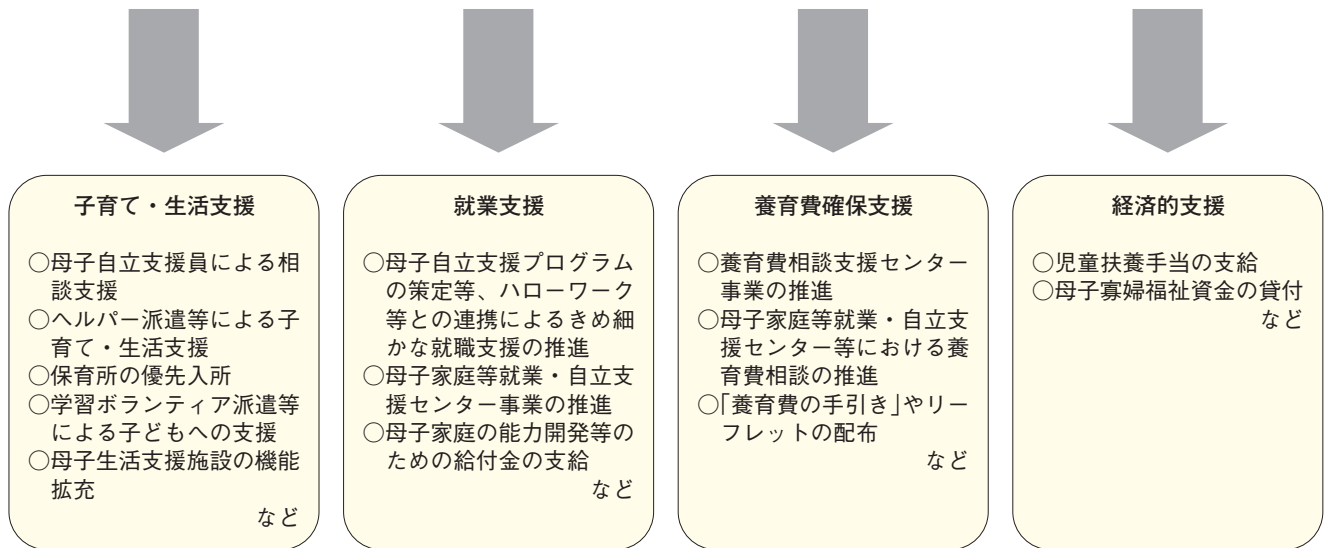 子育て・生活支援
○母子自立支援員による相
談支援
○ヘルパー派遣等による子
育て・生活支援
○保育所の優先入所
○学習ボランティア派遣等
による子どもへの支援
○母子生活支援施設の機能
拡充
など
就業支援
○母子自立支援プログラム
の策定等、ハローワーク
等との連携によるきめ細
かな就職支援の推進
○母子家庭等就業・自立支
援センター事業の推進
○母子家庭の能力開発等の
ための給付金の支給
など
養育費確保支援
○養育費相談支援センター
事業の推進
○母子家庭等就業・自立支
援センター等における養
育費相談の推進
○「養育費の手引き」やリー
フレットの配布
など
経済的支援
○児童扶養手当の支給
○母子寡婦福祉資金の貸付
など